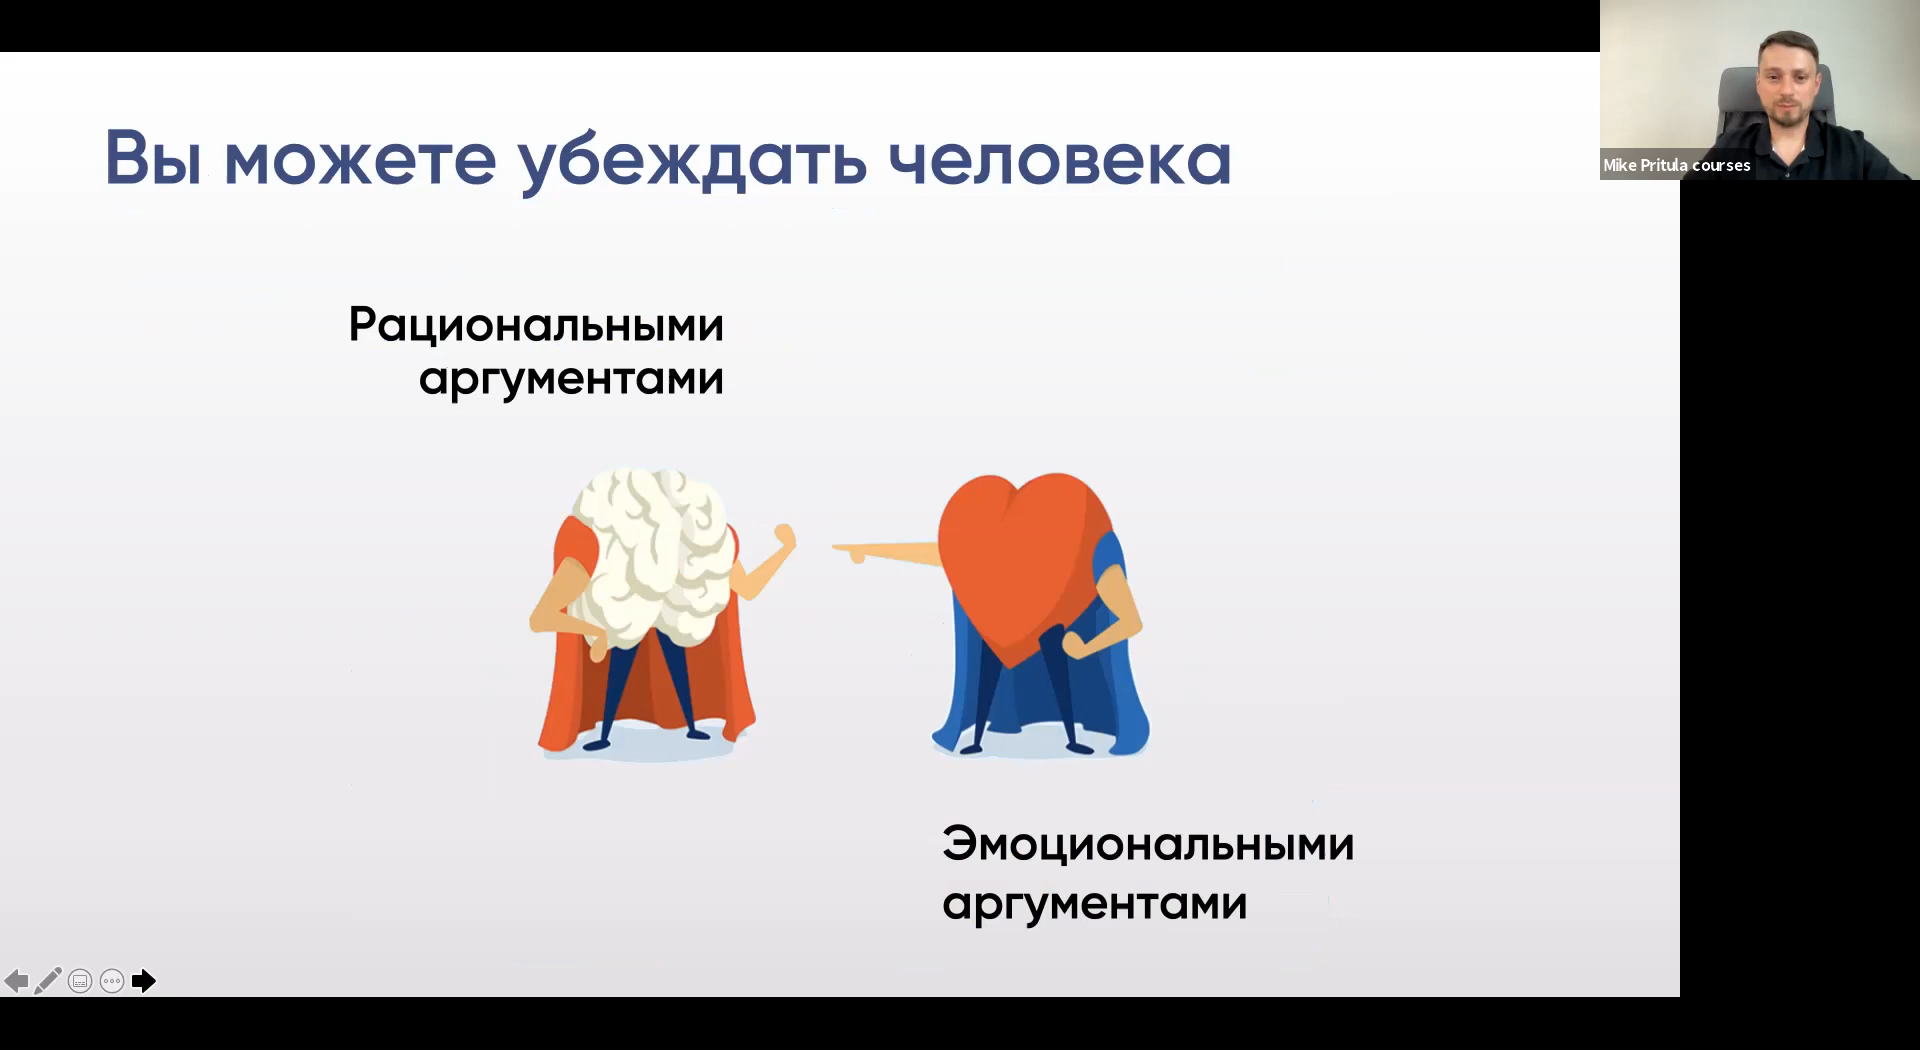 Вы можете убеждать человека
Рациональными
аргументами
Эмоциональными
аргументами
Mike Pritula courses